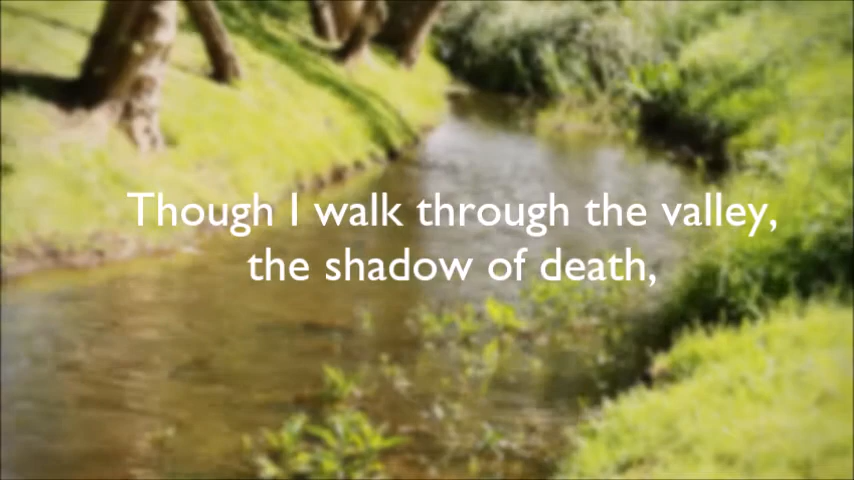 Though I walk through the valley,
the shadow of death,